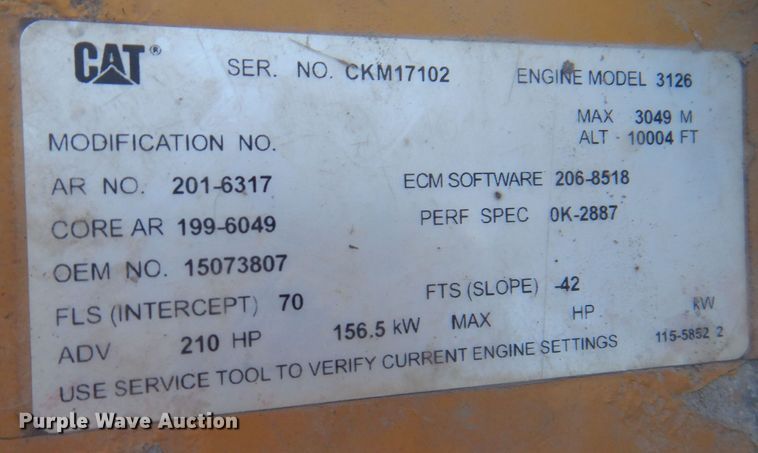 CAT® SER. NO. CKM17102 ENGINE MODEL 3126
MAX 3049 M
MODIFICATION NO. ALT 10004 FT
AR NO. 201-6317 ECM SOFTWARE 206-8518
CORE AR 199-6049 PERF SPEC 0K-2887
OEM NO. 15073807
FLS (INTERCEPT) 70 FTS (SLOPE) -42
ADV 210 HP 156.5 kW MAX HP kW
USE SERVICE TOOL TO VERIFY CURRENT ENGINE SETTINGS 115-5852 2
Purple Wave Auction